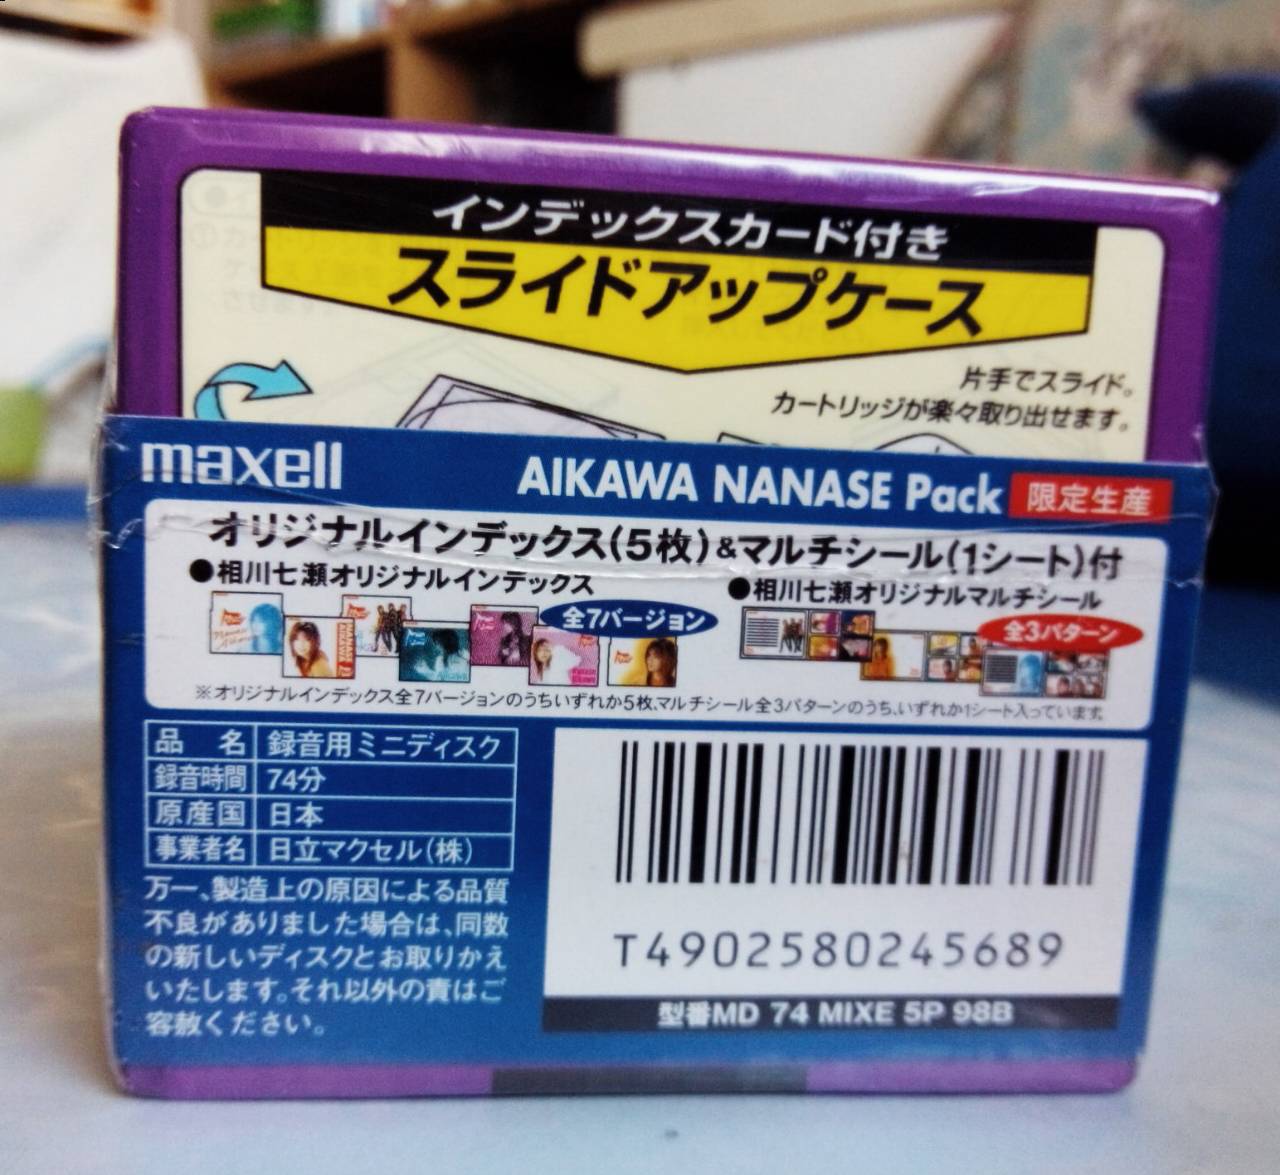 インデックスカード付き
スライドアップケース
片手でスライド。
カートリッジが楽々取り出せます。
maxell
AIKAWA NANASE Pack 限定生産
オリジナルインデックス(5枚)&マルチシール(1シート)付
●相川七瀬オリジナルインデックス
●相川七瀬オリジナルマルチシール
全7バージョン
全3パターン
※オリジナルインデックス全7バージョンのうちいずれか5枚、マルチシール全3パターンのうち、いずれか1シート入っています。
品名 録音用ミニディスク
録音時間 74分
原産国 日本
事業者名 日立マクセル(株)
万一、製造上の原因による品質
不良がありました場合は、同数
の新しいディスクとお取りかえ
いたします。それ以外の責はご
容赦ください。
T4902580245689
型番MD 74 MIXE 5P 98B